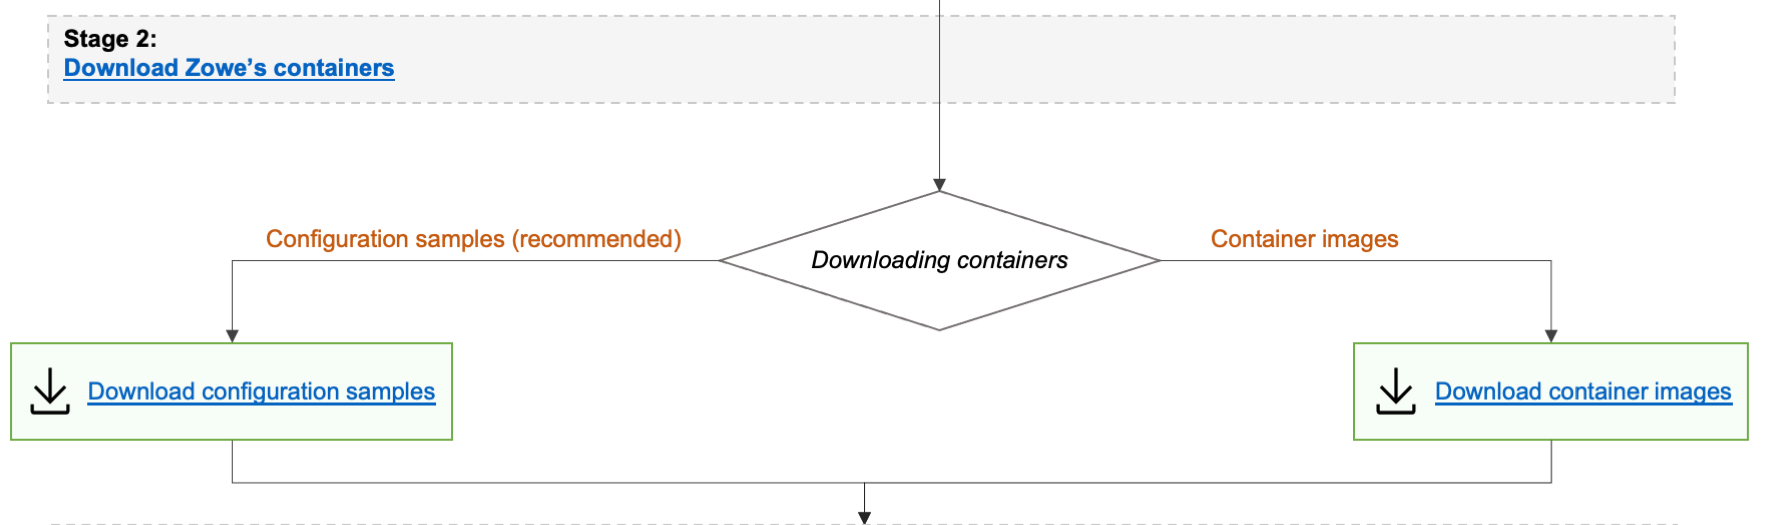 Stage 2:
Download Zowe’s containers
Configuration samples (recommended)
Container images
Downloading containers
Download configuration samples
Download container images